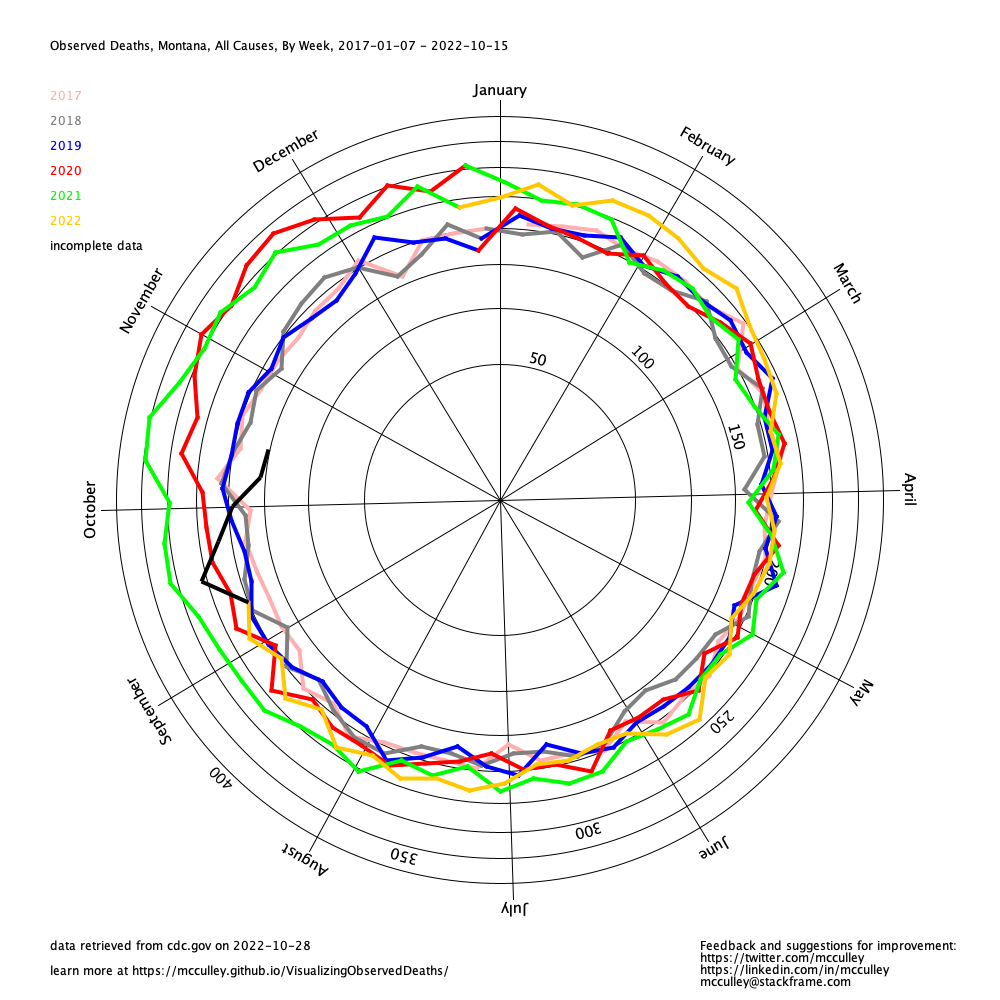 Observed Deaths, Montana, All Causes, By Week, 2017-01-07 - 2022-10-15
2017
2018
2019
2020
2021
2022
incomplete data
January
February
March
April
May
June
July
August
September
October
November
December
50
100
150
200
250
300
350
400
data retrieved from cdc.gov on 2022-10-28
learn more at https://mcculley.github.io/VisualizingObservedDeaths/
Feedback and suggestions for improvement:
https://twitter.com/mcculley
https://linkedin.com/in/mcculley
mcculley@stackframe.com